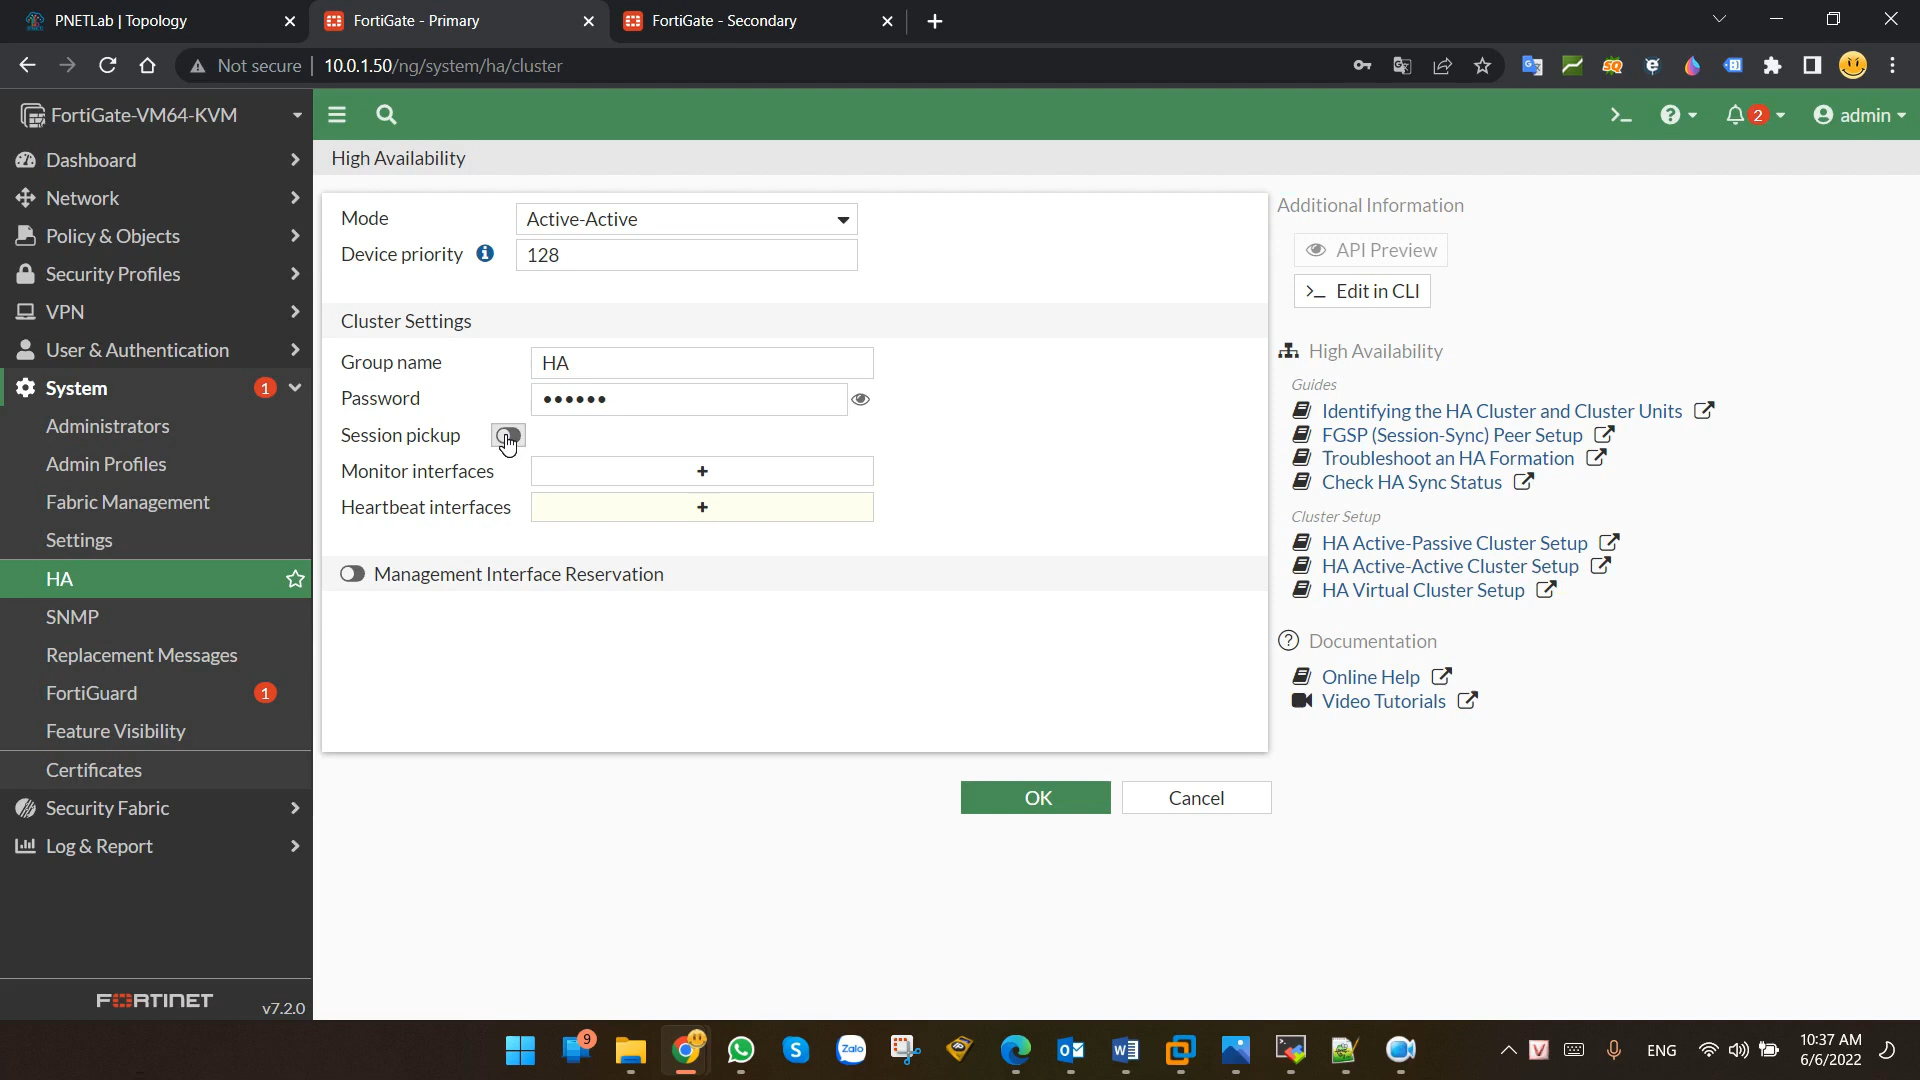 PNETLab | Topology
FortiGate - Primary
FortiGate - Secondary
Not secure | 10.0.1.50/ng/system/ha/cluster
FortiGate-VM64-KVM
2
admin
Dashboard
Network
Policy & Objects
Security Profiles
VPN
User & Authentication
System 1
Administrators
Admin Profiles
Fabric Management
Settings
HA
SNMP
Replacement Messages
FortiGuard 1
Feature Visibility
Certificates
Security Fabric
Log & Report
FORTINET v7.2.0
High Availability
Mode Active-Active
Device priority 128
Cluster Settings
Group name HA
Password ••••••
Session pickup
Monitor interfaces +
Heartbeat interfaces +
Management Interface Reservation
OK Cancel
Additional Information
API Preview
>_ Edit in CLI
High Availability
Guides
Identifying the HA Cluster and Cluster Units
FGSP (Session-Sync) Peer Setup
Troubleshoot an HA Formation
Check HA Sync Status
Cluster Setup
HA Active-Passive Cluster Setup
HA Active-Active Cluster Setup
HA Virtual Cluster Setup
Documentation
Online Help
Video Tutorials
9
Zalo
ENG
10:37 AM
6/6/2022